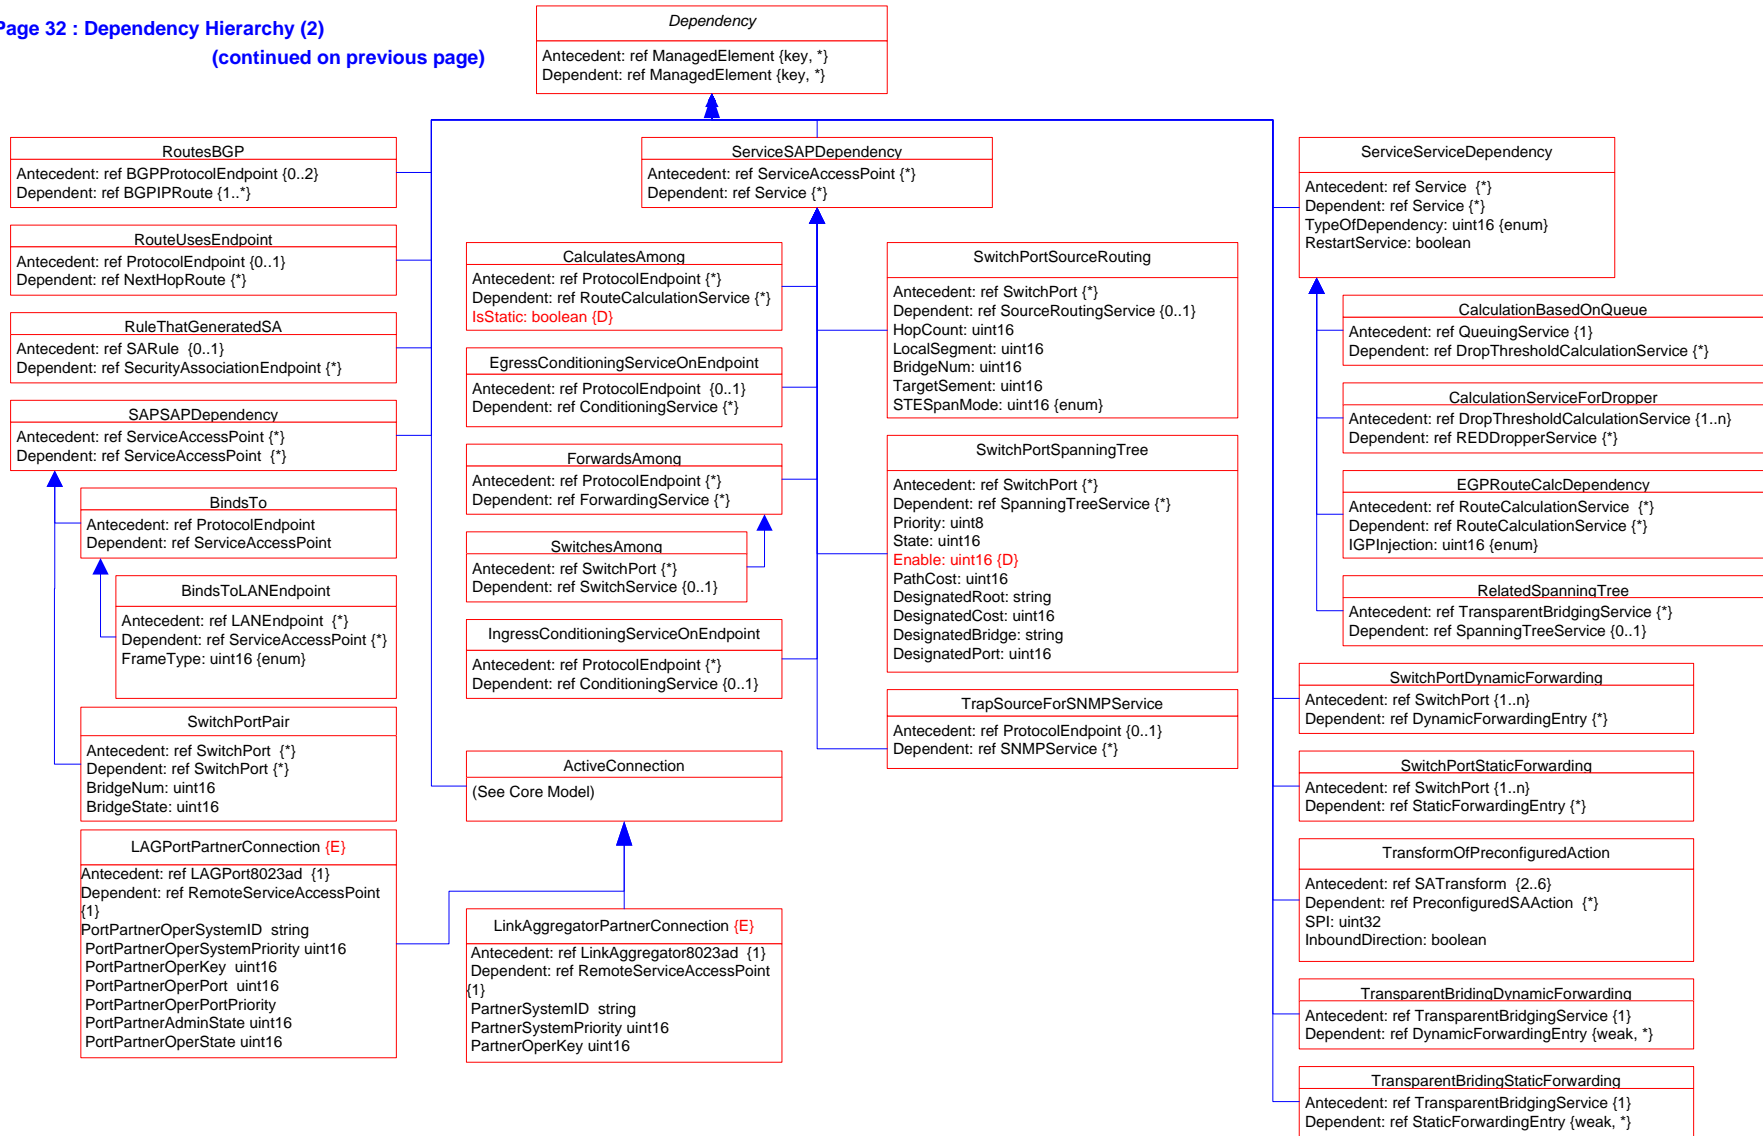 Page 32 : Dependency Hierarchy (2)
(continued on previous page)
Dependency
Antecedent: ref ManagedElement {key, *}
Dependent: ref ManagedElement {key, *}
RoutesBGP
Antecedent: ref BGPProtocolEndpoint {0..2}
Dependent: ref BGPIPRoute {1..*}
RouteUsesEndpoint
Antecedent: ref ProtocolEndpoint {0..1}
Dependent: ref NextHopRoute {*}
RuleThatGeneratedSA
Antecedent: ref SARule  {0..1}
Dependent: ref SecurityAssociationEndpoint {*}
SAPSAPDependency
Antecedent: ref ServiceAccessPoint {*}
Dependent: ref ServiceAccessPoint  {*}
BindsTo
Antecedent: ref ProtocolEndpoint
Dependent: ref ServiceAccessPoint
BindsToLANEndpoint
Antecedent: ref LANEndpoint  {*}
Dependent: ref ServiceAccessPoint {*}
FrameType: uint16 {enum}
SwitchPortPair
Antecedent: ref SwitchPort  {*}
Dependent: ref SwitchPort {*}
BridgeNum: uint16
BridgeState: uint16
LAGPortPartnerConnection {E}
Antecedent: ref LAGPort8023ad  {1}
Dependent: ref RemoteServiceAccessPoint
{1}
PortPartnerOperSystemID  string
PortPartnerOperSystemPriority uint16
PortPartnerOperKey  uint16
PortPartnerOperPort  uint16
PortPartnerOperPortPriority
PortPartnerAdminState uint16
PortPartnerOperState uint16
ServiceSAPDependency
Antecedent: ref ServiceAccessPoint {*}
Dependent: ref Service {*}
CalculatesAmong
Antecedent: ref ProtocolEndpoint {*}
Dependent: ref RouteCalculationService {*}
IsStatic: boolean {D}
EgressConditioningServiceOnEndpoint
Antecedent: ref ProtocolEndpoint  {0..1}
Dependent: ref ConditioningService {*}
ForwardsAmong
Antecedent: ref ProtocolEndpoint {*}
Dependent: ref ForwardingService {*}
SwitchesAmong
Antecedent: ref SwitchPort {*}
Dependent: ref SwitchService {0..1}
IngressConditioningServiceOnEndpoint
Antecedent: ref ProtocolEndpoint {*}
Dependent: ref ConditioningService {0..1}
ActiveConnection
(See Core Model)
LinkAggregatorPartnerConnection {E}
Antecedent: ref LinkAggregator8023ad  {1}
Dependent: ref RemoteServiceAccessPoint
{1}
PartnerSystemID  string
PartnerSystemPriority uint16
PartnerOperKey uint16
SwitchPortSourceRouting
Antecedent: ref SwitchPort {*}
Dependent: ref SourceRoutingService {0..1}
HopCount: uint16
LocalSegment: uint16
BridgeNum: uint16
TargetSement: uint16
STESpanMode: uint16 {enum}
SwitchPortSpanningTree
Antecedent: ref SwitchPort {*}
Dependent: ref SpanningTreeService {*}
Priority: uint8
State: uint16
Enable: uint16 {D}
PathCost: uint16
DesignatedRoot: string
DesignatedCost: uint16
DesignatedBridge: string
DesignatedPort: uint16
TrapSourceForSNMPService
Antecedent: ref ProtocolEndpoint {0..1}
Dependent: ref SNMPService {*}
ServiceServiceDependency
Antecedent: ref Service  {*}
Dependent: ref Service {*}
TypeOfDependency: uint16 {enum}
RestartService: boolean
CalculationBasedOnQueue
Antecedent: ref QueuingService {1}
Dependent: ref DropThresholdCalculationService {*}
CalculationServiceForDropper
Antecedent: ref DropThresholdCalculationService {1..n}
Dependent: ref REDDropperService {*}
EGPRouteCalcDependency
Antecedent: ref RouteCalculationService  {*}
Dependent: ref RouteCalculationService {*}
IGPInjection: uint16 {enum}
RelatedSpanningTree
Antecedent: ref TransparentBridgingService {*}
Dependent: ref SpanningTreeService {0..1}
SwitchPortDynamicForwarding
Antecedent: ref SwitchPort {1..n}
Dependent: ref DynamicForwardingEntry {*}
SwitchPortStaticForwarding
Antecedent: ref SwitchPort {1..n}
Dependent: ref StaticForwardingEntry {*}
TransformOfPreconfiguredAction
Antecedent: ref SATransform  {2..6}
Dependent: ref PreconfiguredSAAction  {*}
SPI: uint32
InboundDirection: boolean
TransparentBridingDynamicForwarding
Antecedent: ref TransparentBridgingService {1}
Dependent: ref DynamicForwardingEntry {weak, *}
TransparentBridingStaticForwarding
Antecedent: ref TransparentBridgingService {1}
Dependent: ref StaticForwardingEntry {weak, *}